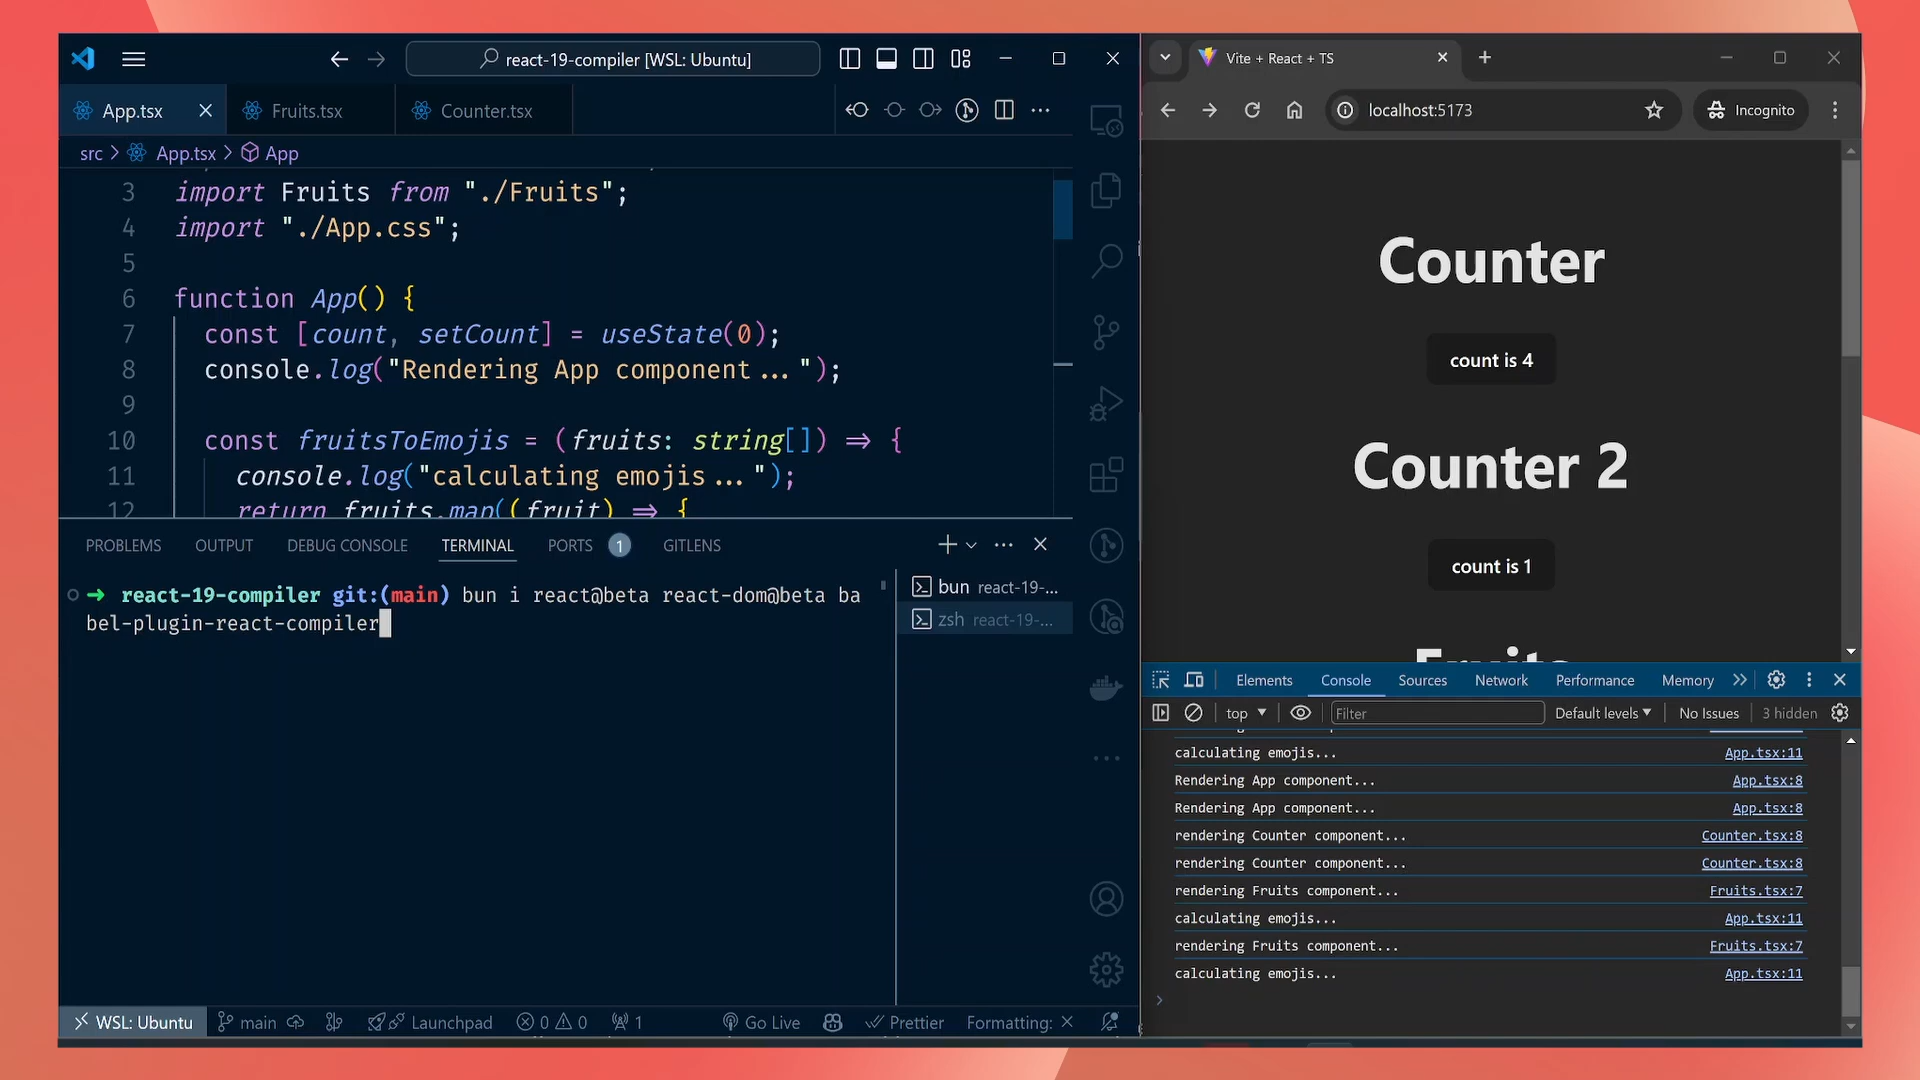 react-19-compiler [WSL: Ubuntu]
App.tsx
Fruits.tsx
Counter.tsx
src > App.tsx > App
3 import Fruits from "./Fruits";
4 import "./App.css";
5
6 function App() {
7 const [count, setCount] = useState(0);
8 console.log("Rendering App component...");
9
10 const fruitsToEmojis = (fruits: string[]) => {
11 console.log("calculating emojis...");
12 return fruits.map((fruit) => {
PROBLEMS OUTPUT DEBUG CONSOLE TERMINAL PORTS 1 GITLENS
➜ react-19-compiler git:(main) bun i react@beta react-dom@beta ba
bel-plugin-react-compiler
bun react-19-...
zsh react-19-...
WSL: Ubuntu main Launchpad 0 0 1 Go Live Prettier Formatting: ×
Vite + React + TS
localhost:5173
Incognito
Counter
count is 4
Counter 2
count is 1
Fruits
Elements Console Sources Network Performance Memory
top Filter Default levels No Issues 3 hidden
calculating emojis... App.tsx:11
Rendering App component... App.tsx:8
Rendering App component... App.tsx:8
rendering Counter component... Counter.tsx:8
rendering Counter component... Counter.tsx:8
rendering Fruits component... Fruits.tsx:7
calculating emojis... App.tsx:11
rendering Fruits component... Fruits.tsx:7
calculating emojis... App.tsx:11